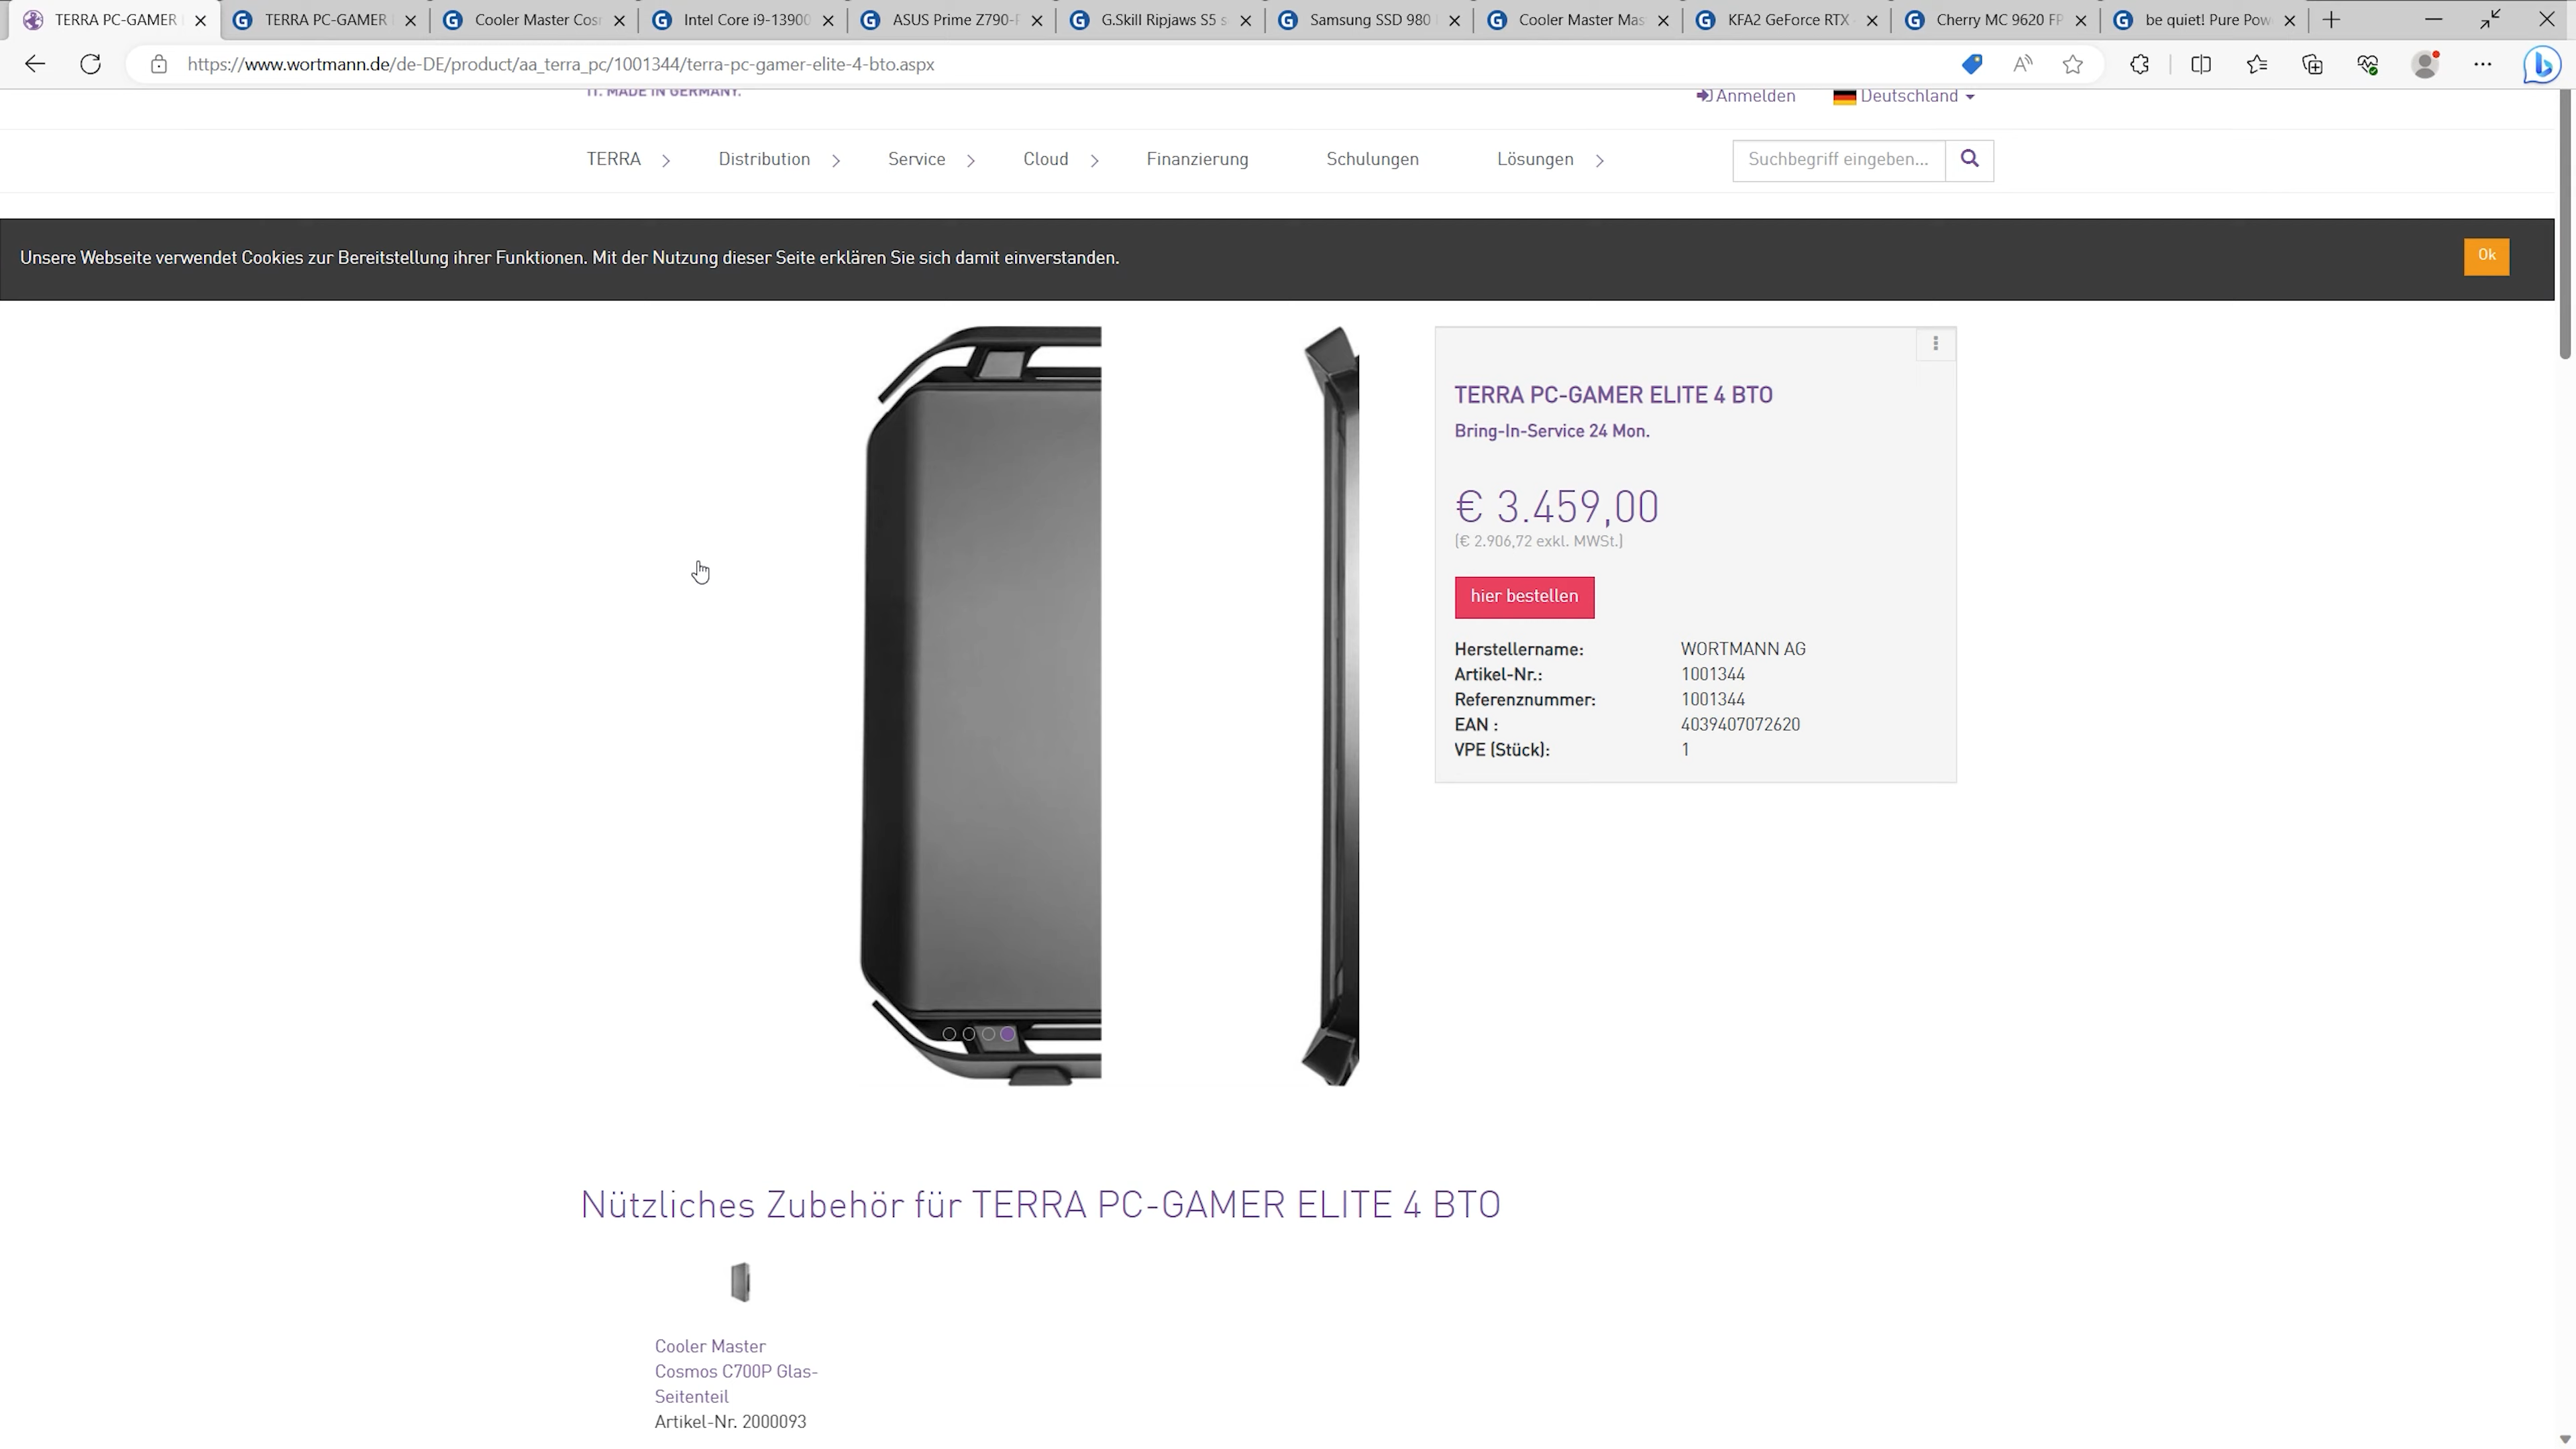 TERRA PC-GAMER
TERRA PC-GAMER
Cooler Master Cos
Intel Core i9-13900
ASUS Prime Z790-
G.Skill Ripjaws S5 s
Samsung SSD 980
Cooler Master Mas
KFA2 GeForce RTX
Cherry MC 9620 FP
be quiet! Pure Pow
https://www.wortmann.de/de-DE/product/aa_terra_pc/1001344/terra-pc-gamer-elite-4-bto.aspx
IT. MADE IN GERMANY.
Anmelden
Deutschland
TERRA
Distribution
Service
Cloud
Finanzierung
Schulungen
Lösungen
Suchbegriff eingeben...
Unsere Webseite verwendet Cookies zur Bereitstellung ihrer Funktionen. Mit der Nutzung dieser Seite erklären Sie sich damit einverstanden.
Ok
TERRA PC-GAMER ELITE 4 BTO
Bring-In-Service 24 Mon.
€ 3.459,00
(€ 2.906,72 exkl. MWSt.)
hier bestellen
Herstellername: WORTMANN AG
Artikel-Nr.: 1001344
Referenznummer: 1001344
EAN : 4039407072620
VPE (Stück): 1
Nützliches Zubehör für TERRA PC-GAMER ELITE 4 BTO
Cooler Master
Cosmos C700P Glas-
Seitenteil
Artikel-Nr. 2000093